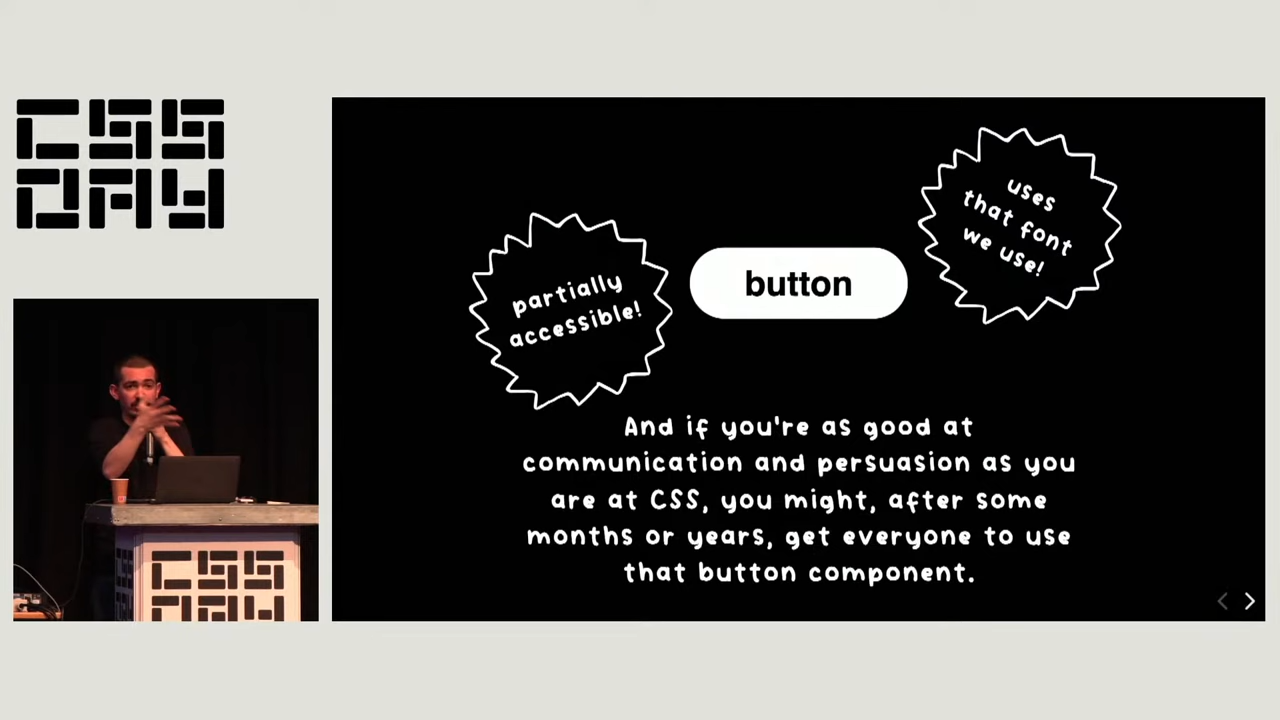 CSS
DAY
partially
accessible!
button
uses
that font
we use!
And if you're as good at
communication and persuasion as you
are at CSS, you might, after some
months or years, get everyone to use
that button component.
CSS
DAY